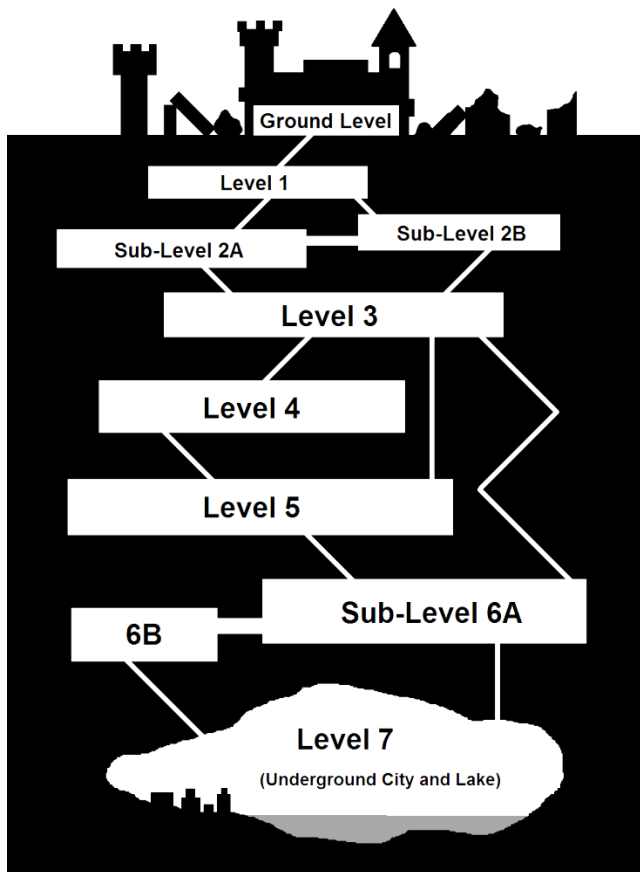 Ground Level
Level 1
Sub-Level 2A
Sub-Level 2B
Level 3
Level 4
Level 5
Sub-Level 6A
6B
Level 7
(Underground City and Lake)